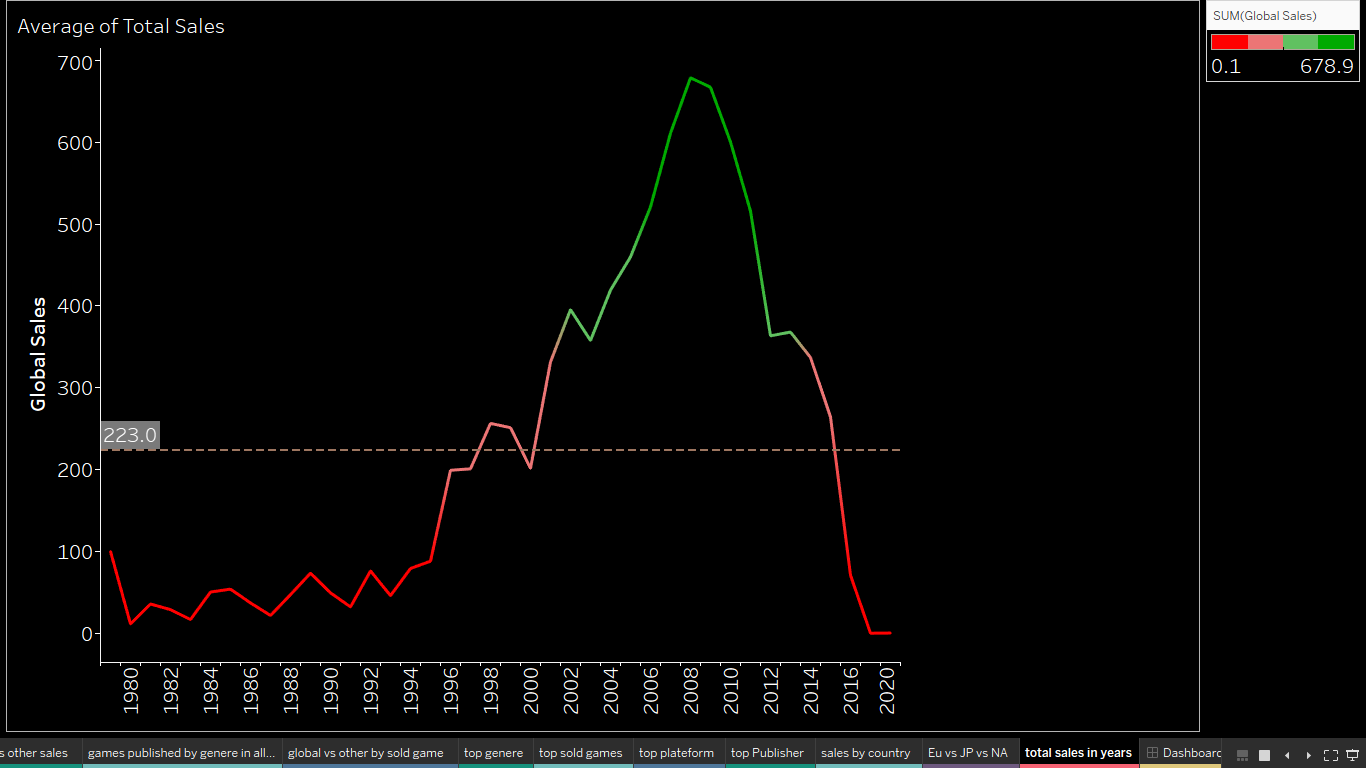 Average of Total Sales
SUM(Global Sales)
0.1 678.9
Global Sales
700
600
500
400
300
223.0
200
100
0
1980 1982 1984 1986 1988 1990 1992 1994 1996 1998 2000 2002 2004 2006 2008 2010 2012 2014 2016 2020
s other sales games published by genere in all... global vs other by sold game top genere top sold games top plateform top Publisher sales by country Eu vs JP vs NA total sales in years Dashboarc